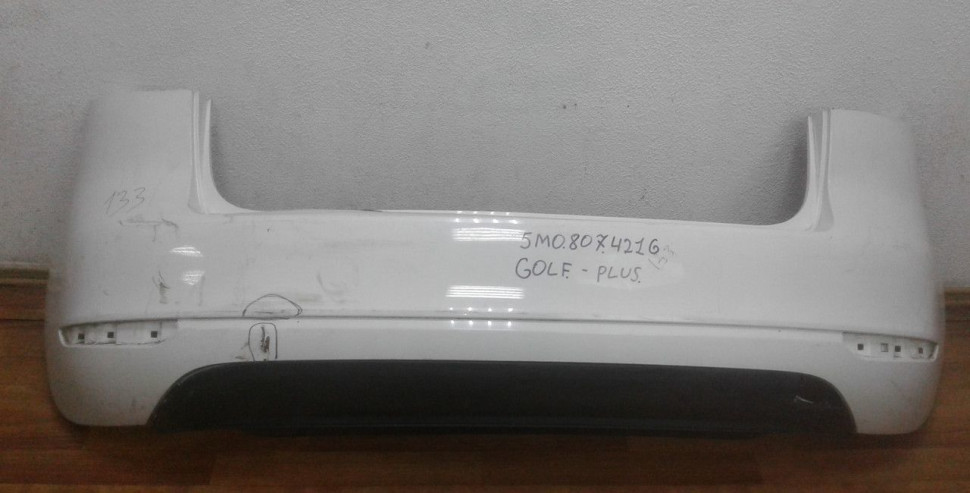 133
5M0.807.421G
GOLF. - PLUS.